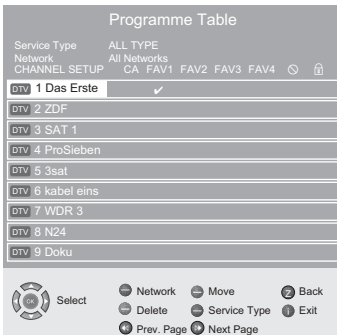 Programme Table
Service Type ALL TYPE
Network All Networks
CHANNEL SETUP CA FAV1 FAV2 FAV3 FAV4
DTV 1 Das Erste ✔
DTV 2 ZDF
DTV 3 SAT 1
DTV 4 ProSieben
DTV 5 3sat
DTV 6 kabel eins
DTV 7 WDR 3
DTV 8 N24
DTV 9 Doku
OK Select Network Move Z Back
Delete Service Type i Exit
Prev. Page Next Page